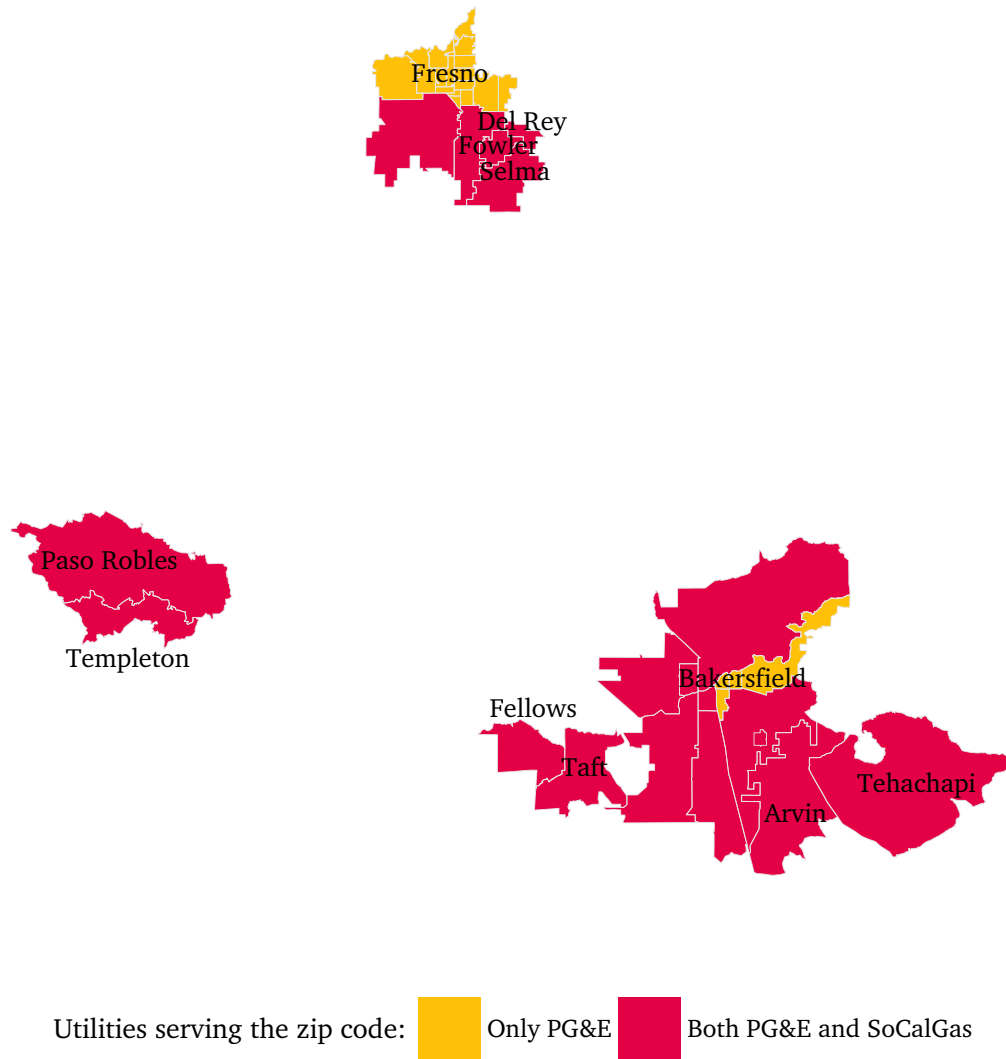 Fresno
Del Rey
Fowler
Selma
Paso Robles
Templeton
Bakersfield
Fellows
Taft
Tehachapi
Arvin
Utilities serving the zip code: Only PG&E Both PG&E and SoCalGas